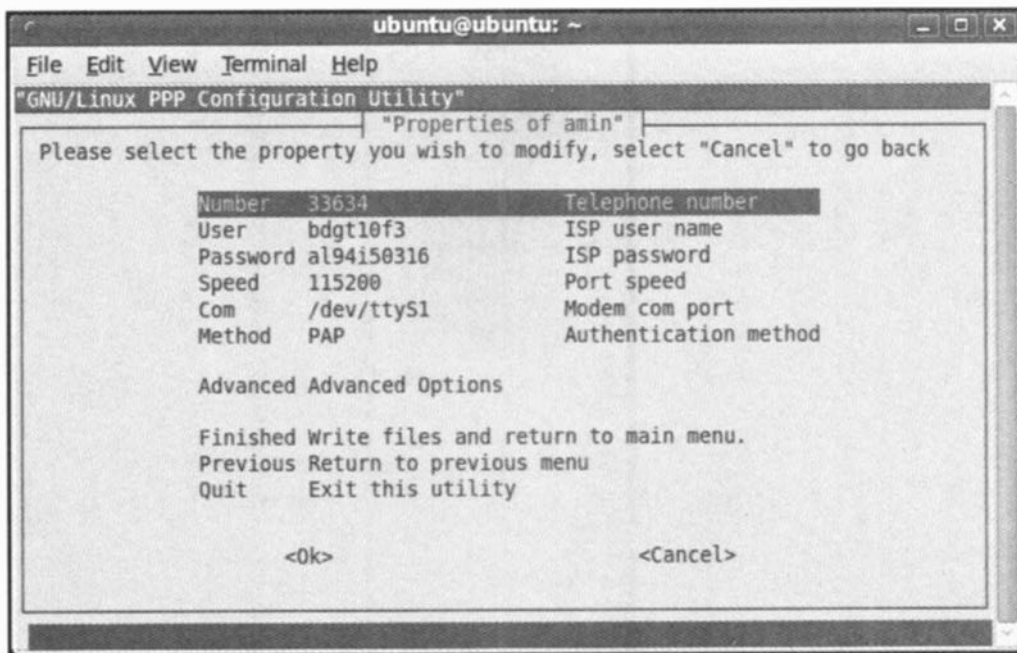 ubuntu@ubuntu: ~
File Edit View Terminal Help
"GNU/Linux PPP Configuration Utility"
"Properties of amin"
Please select the property you wish to modify, select "Cancel" to go back
Number 33634 Telephone number
User bdgt10f3 ISP user name
Password al94i50316 ISP password
Speed 115200 Port speed
Com /dev/ttyS1 Modem com port
Method PAP Authentication method
Advanced Advanced Options
Finished Write files and return to main menu.
Previous Return to previous menu
Quit Exit this utility
<Ok> <Cancel>